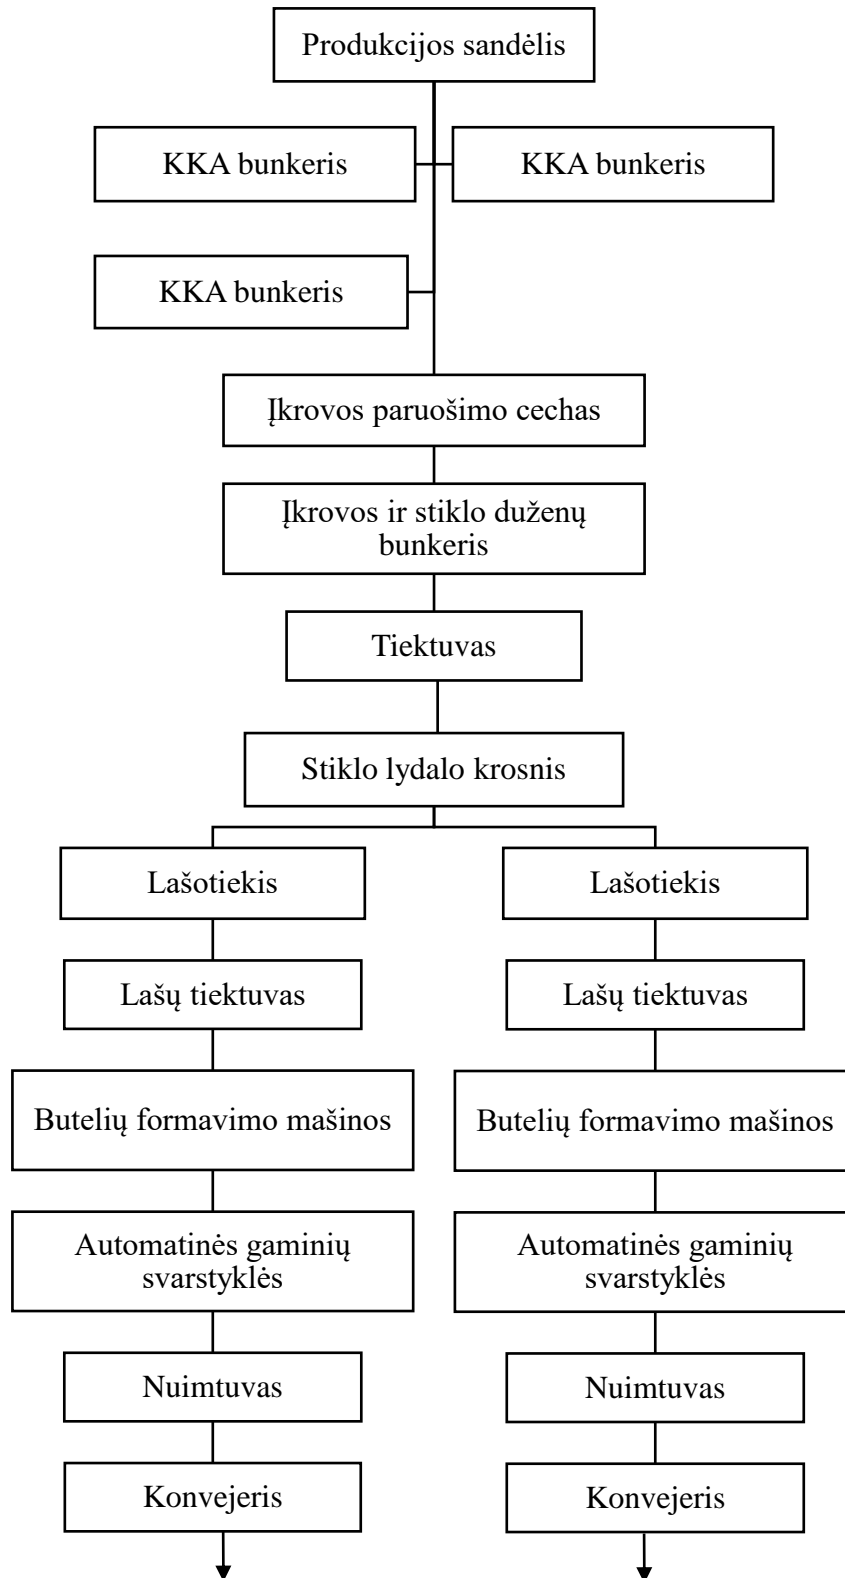 Produkcijos sandėlis
KKA bunkeris
KKA bunkeris
KKA bunkeris
Įkrovos paruošimo cechas
Įkrovos ir stiklo duženų
bunkeris
Tiektuvas
Stiklo lydalo krosnis
Lašotiekis
Lašotiekis
Lašų tiektuvas
Lašų tiektuvas
Butelių formavimo mašinos
Butelių formavimo mašinos
Automatinės gaminių
svarstyklės
Automatinės gaminių
svarstyklės
Nuimtuvas
Nuimtuvas
Konvejeris
Konvejeris